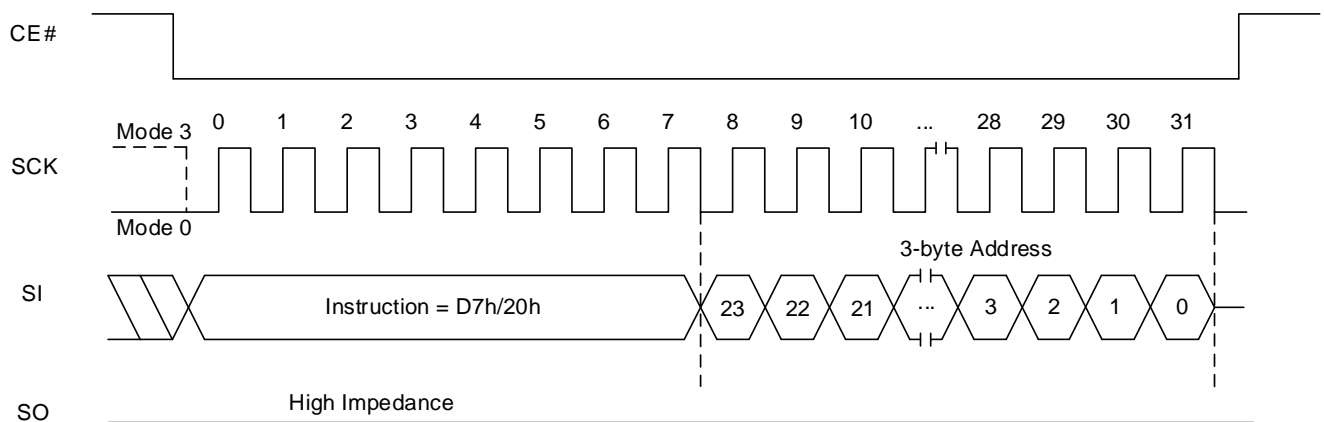 CE#
Mode 3 0 1 2 3 4 5 6 7 8 9 10 ... 28 29 30 31
SCK
Mode 0
3-byte Address
SI Instruction = D7h/20h 23 22 21 ... 3 2 1 0
High Impedance
SO